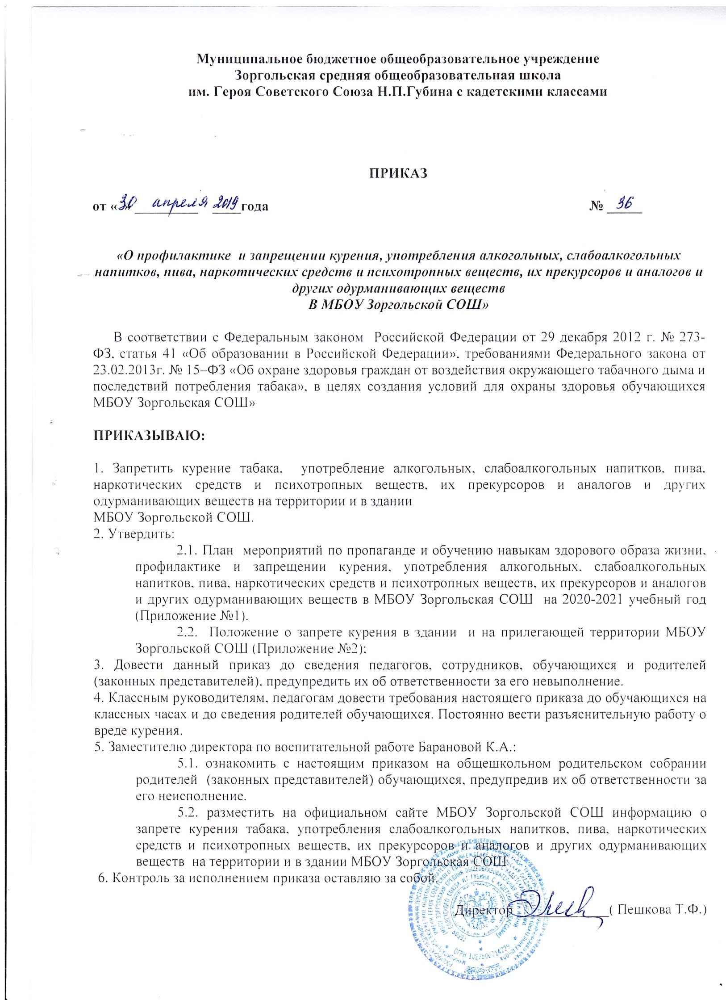 Муниципальное бюджетное общеобразовательное учреждение
Зоргольская средняя общеобразовательная школа
им. Героя Советского Союза Н.П.Губина с кадетскими классами
ПРИКАЗ
от «30» апреля 2019 года № 36
«О профилактике и запрещении курения, употребления алкогольных, слабоалкогольных
напитков, пива, наркотических средств и психотропных веществ, их прекурсоров и аналогов и
других одурманивающих веществ
В МБОУ Зоргольской СОШ»
В соответствии с Федеральным законом Российской Федерации от 29 декабря 2012 г. № 273-
ФЗ, статья 41 «Об образовании в Российской Федерации», требованиями Федерального закона от
23.02.2013г. № 15–ФЗ «Об охране здоровья граждан от воздействия окружающего табачного дыма и
последствий потребления табака», в целях создания условий для охраны здоровья обучающихся
МБОУ Зоргольская СОШ»
ПРИКАЗЫВАЮ:
1. Запретить курение табака, употребление алкогольных, слабоалкогольных напитков, пива,
наркотических средств и психотропных веществ, их прекурсоров и аналогов и других
одурманивающих веществ на территории и в здании
МБОУ Зоргольской СОШ.
2. Утвердить:
2.1. План мероприятий по пропаганде и обучению навыкам здорового образа жизни,
профилактике и запрещении курения, употребления алкогольных, слабоалкогольных
напитков, пива, наркотических средств и психотропных веществ, их прекурсоров и аналогов
и других одурманивающих веществ в МБОУ Зоргольская СОШ на 2020-2021 учебный год
(Приложение №1).
2.2. Положение о запрете курения в здании и на прилегающей территории МБОУ
Зоргольской СОШ (Приложение №2);
3. Довести данный приказ до сведения педагогов, сотрудников, обучающихся и родителей
(законных представителей), предупредить их об ответственности за его невыполнение.
4. Классным руководителям, педагогам довести требования настоящего приказа до обучающихся на
классных часах и до сведения родителей обучающихся. Постоянно вести разъяснительную работу о
вреде курения.
5. Заместителю директора по воспитательной работе Барановой К.А.:
5.1. ознакомить с настоящим приказом на общешкольном родительском собрании
родителей (законных представителей) обучающихся, предупредив их об ответственности за
его неисполнение.
5.2. разместить на официальном сайте МБОУ Зоргольской СОШ информацию о
запрете курения табака, употребления слабоалкогольных напитков, пива, наркотических
средств и психотропных веществ, их прекурсоров и аналогов и других одурманивающих
веществ на территории и в здании МБОУ Зоргольская СОШ
6. Контроль за исполнением приказа оставляю за собой.
Директор ( Пешкова Т.Ф.)
ОГРН 1027500714229